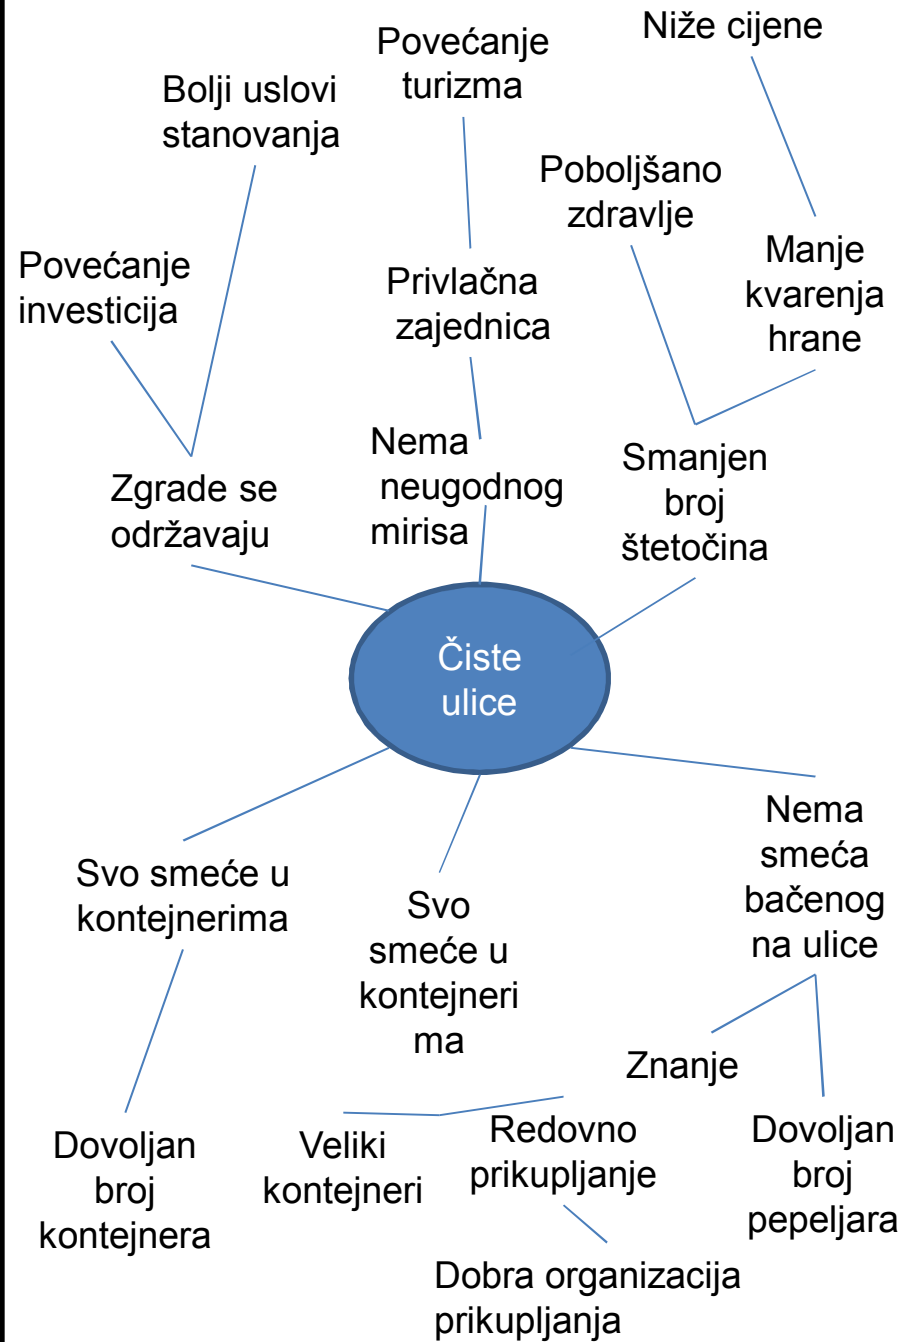 Niže cijene
Povećanje
turizma
Bolji uslovi
stanovanja
Poboljšano
zdravlje
Povećanje
investicija
Privlačna
zajednica
Manje
kvarenja
hrane
Zgrade se
održavaju
Nema
neugodnog
mirisa
Smanjen
broj
štetočina
Čiste
ulice
Svo smeće u
kontejnerima
Svo
smeće u
kontejneri
ma
Nema
smeća
bačenog
na ulice
Znanje
Dovoljan
broj
kontejnera
Veliki
kontejneri
Redovno
prikupljanje
Dovoljan
broj
pepeljara
Dobra organizacija
prikupljanja